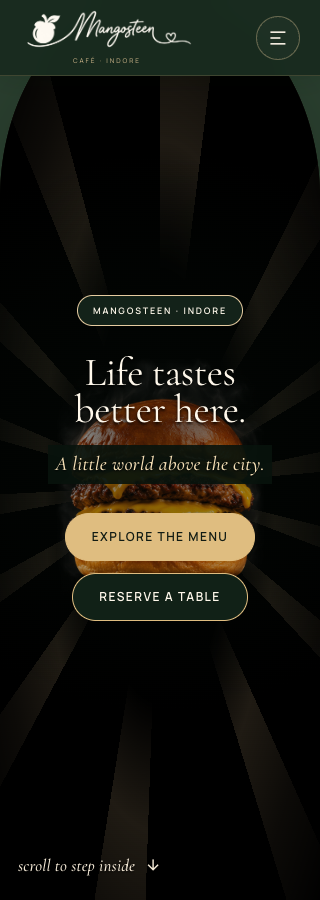 Mangosteen
CAFÉ · INDORE
MANGOSTEEN · INDORE
Life tastes
better here.
A little world above the city.
EXPLORE THE MENU
RESERVE A TABLE
scroll to step inside ↓